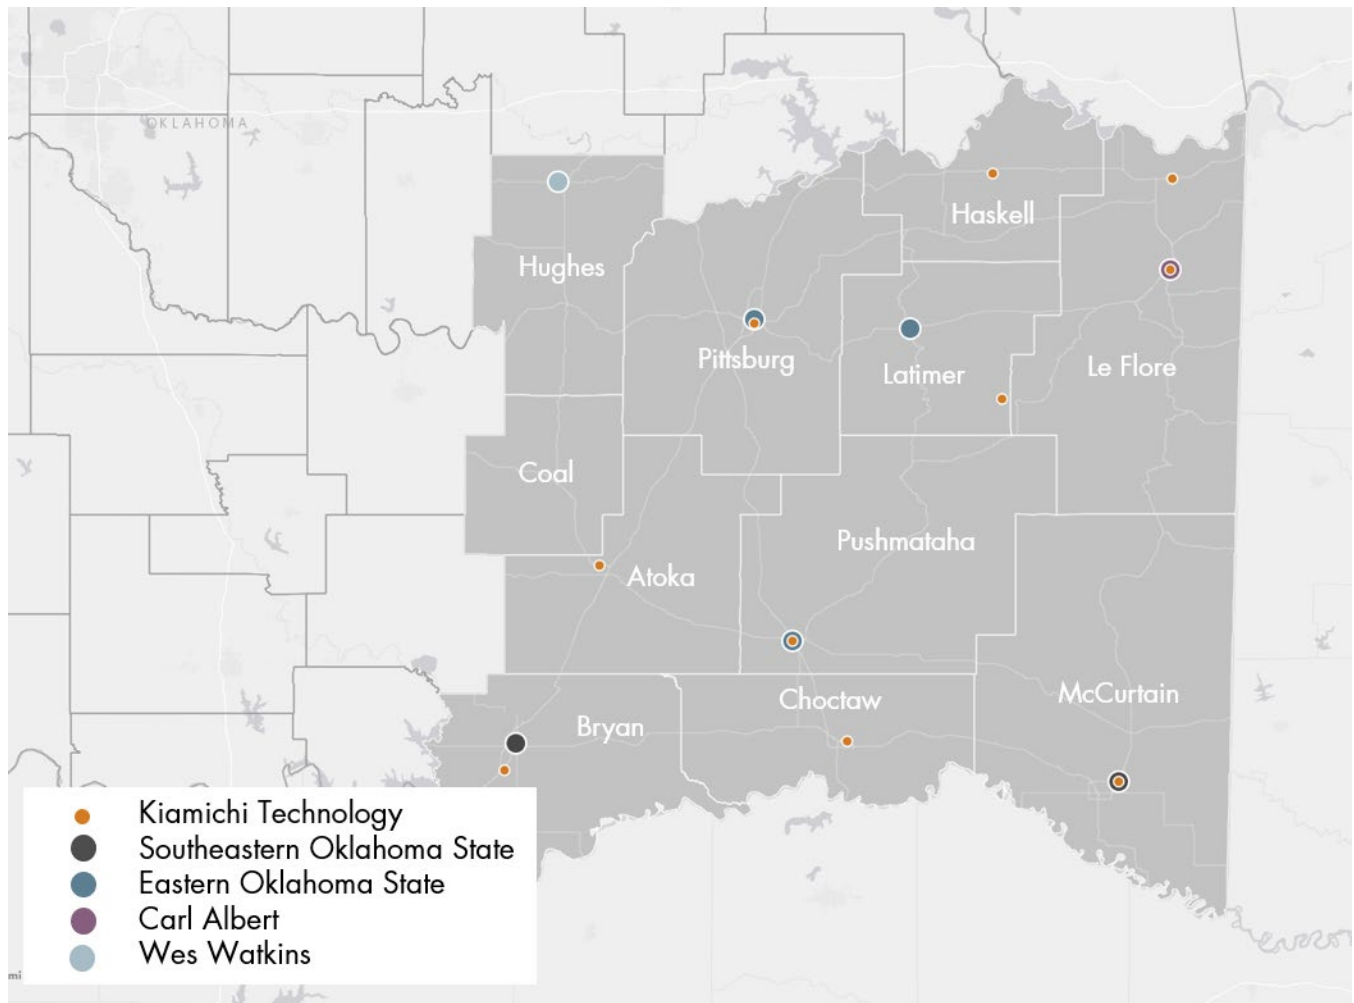 OKLAHOMA
Haskell
Hughes
Pittsburg
Latimer
Le Flore
Coal
Pushmataha
Atoka
McCurtain
Choctaw
Bryan
Kiamichi Technology
Southeastern Oklahoma State
Eastern Oklahoma State
Carl Albert
Wes Watkins
mi